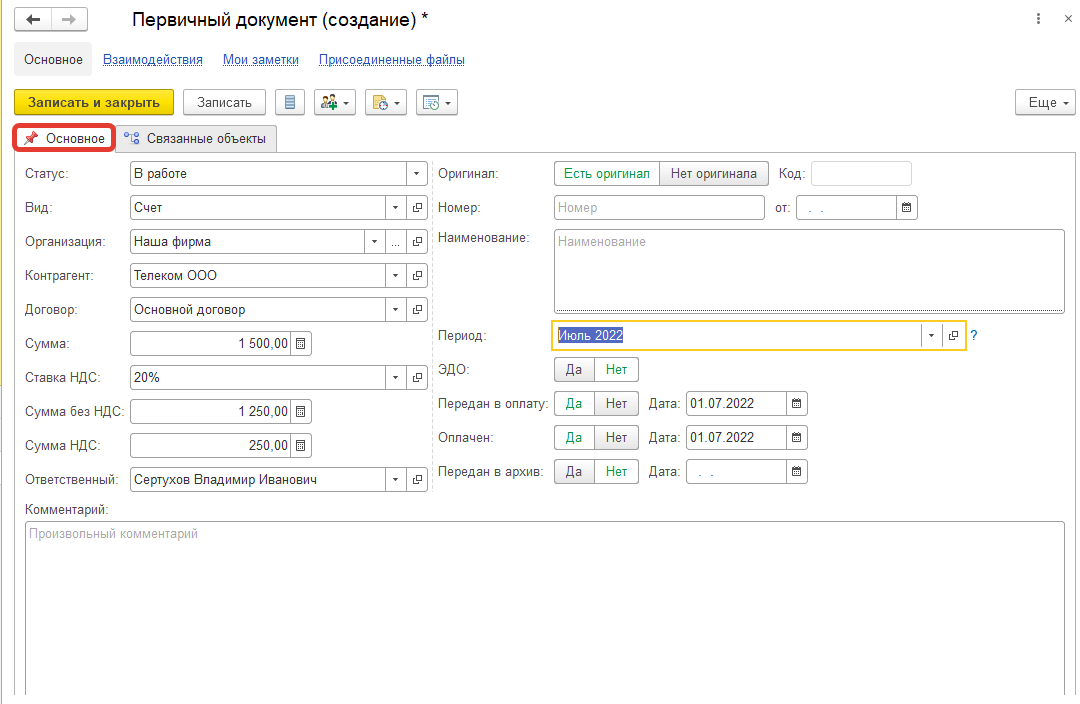 Первичный документ (создание) *
Основное Взаимодействия Мои заметки Присоединенные файлы
Записать и закрыть Записать Еще
Основное Связанные объекты
Статус: В работе Оригинал: Есть оригинал Нет оригинала Код:
Вид: Счет Номер: Номер от: . .
Организация: Наша фирма ... Наименование: Наименование
Контрагент: Телеком ООО
Договор: Основной договор
Период: Июль 2022 ?
Сумма: 1 500,00
Ставка НДС: 20% ЭДО: Да Нет
Сумма без НДС: 1 250,00 Передан в оплату: Да Нет Дата: 01.07.2022
Сумма НДС: 250,00 Оплачен: Да Нет Дата: 01.07.2022
Ответственный: Сертухов Владимир Иванович Передан в архив: Да Нет Дата: . .
Комментарий:
Произвольный комментарий